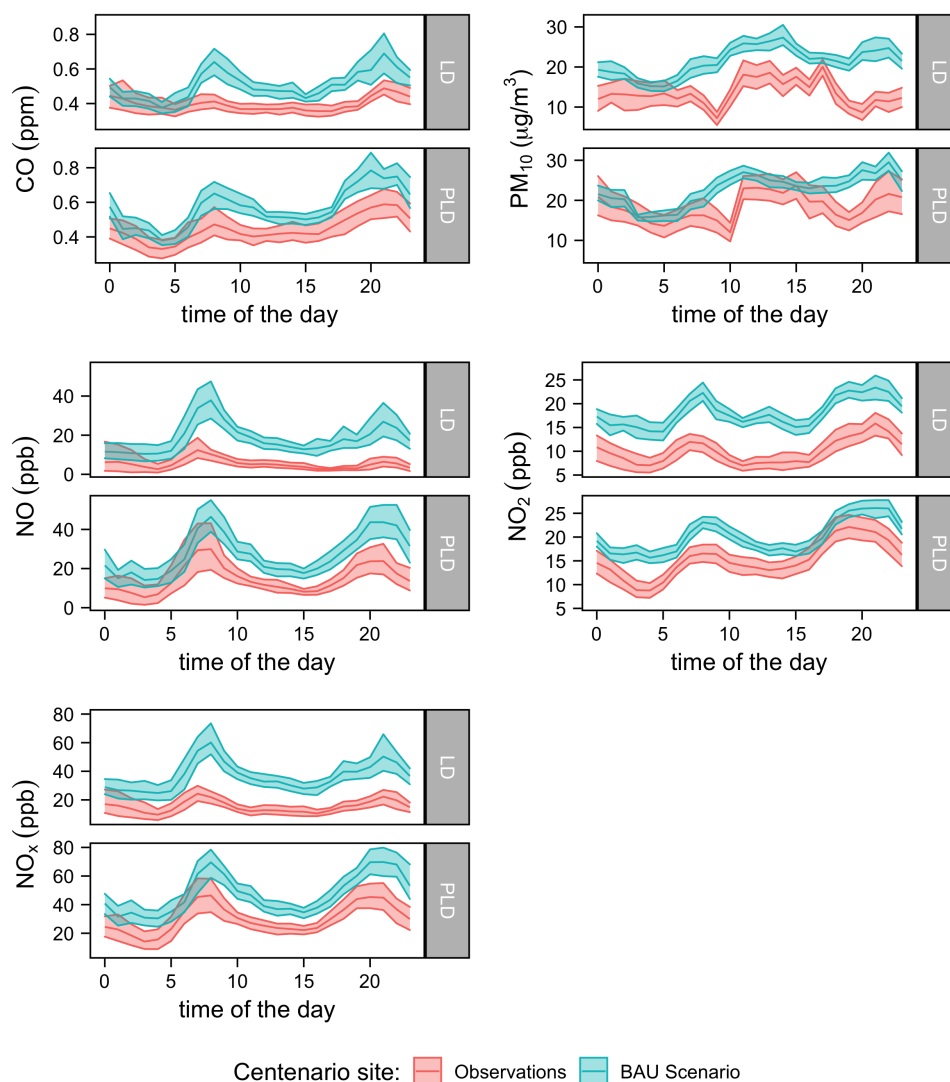 CO (ppm)
0.8
0.6
0.4
LD
0.8
0.6
0.4
PLD
0 5 10 15 20
time of the day
PM10 (μg/m3)
30
20
10
LD
30
20
10
PLD
0 5 10 15 20
time of the day
NO (ppb)
40
20
0
LD
40
20
0
PLD
0 5 10 15 20
time of the day
NO2 (ppb)
25
20
15
10
5
LD
25
20
15
10
5
PLD
0 5 10 15 20
time of the day
NOx (ppb)
80
60
40
20
LD
80
60
40
20
PLD
0 5 10 15 20
time of the day
Centenario site: Observations BAU Scenario